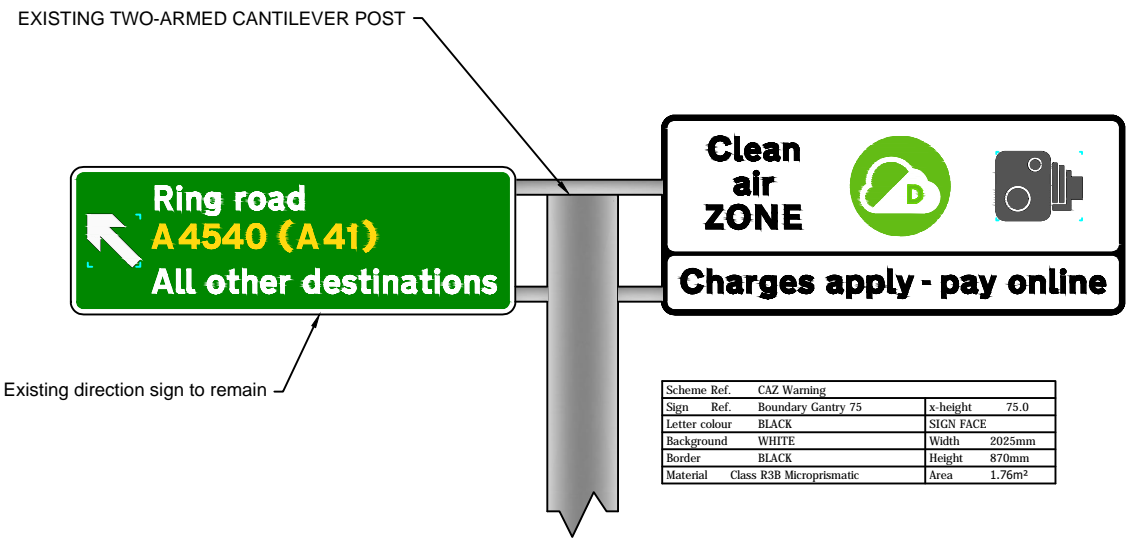 EXISTING TWO-ARMED CANTILEVER POST
Ring road
A4540 (A41)
All other destinations
Clean
air
ZONE
D
Charges apply - pay online
Existing direction sign to remain
Scheme Ref. CAZ Warning
Sign Ref. Boundary Gantry 75 x-height 75.0
Letter colour BLACK SIGN FACE
Background WHITE Width 2025mm
Border BLACK Height 870mm
Material Class R3B Microprismatic Area 1.76m²